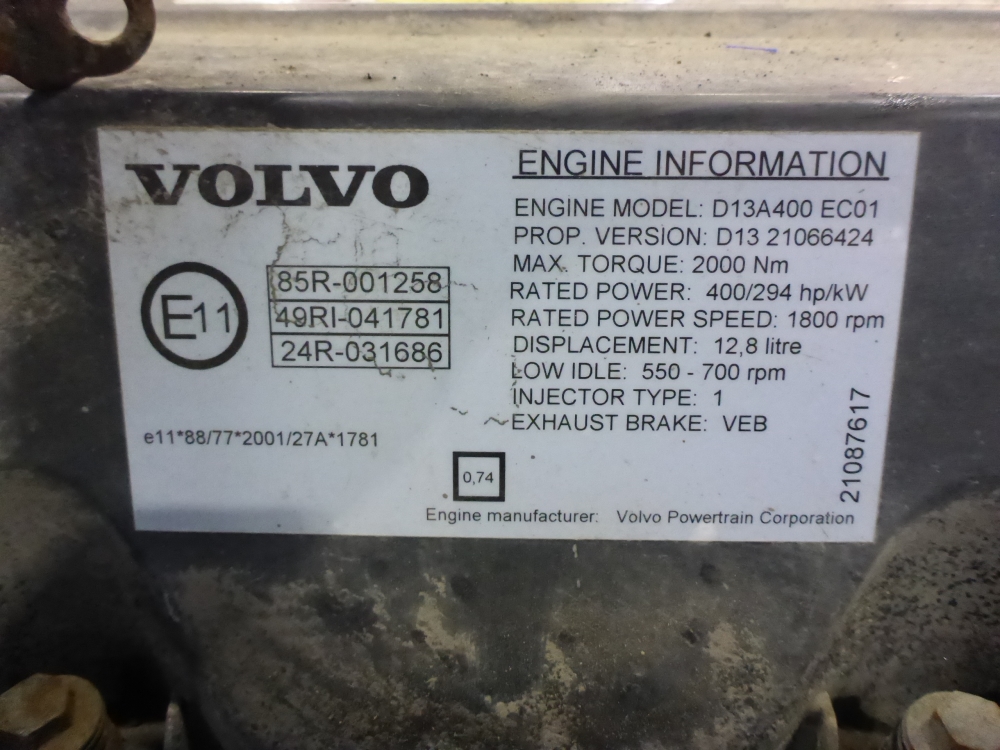 VOLVO
E11
85R-001258
49RI-041781
24R-031686
e11*88/77*2001/27A*1781
ENGINE INFORMATION
ENGINE MODEL: D13A400 EC01
PROP. VERSION: D13 21066424
MAX. TORQUE: 2000 Nm
RATED POWER: 400/294 hp/kW
RATED POWER SPEED: 1800 rpm
DISPLACEMENT: 12,8 litre
LOW IDLE: 550 - 700 rpm
INJECTOR TYPE: 1
EXHAUST BRAKE: VEB
0,74
21087617
Engine manufacturer: Volvo Powertrain Corporation